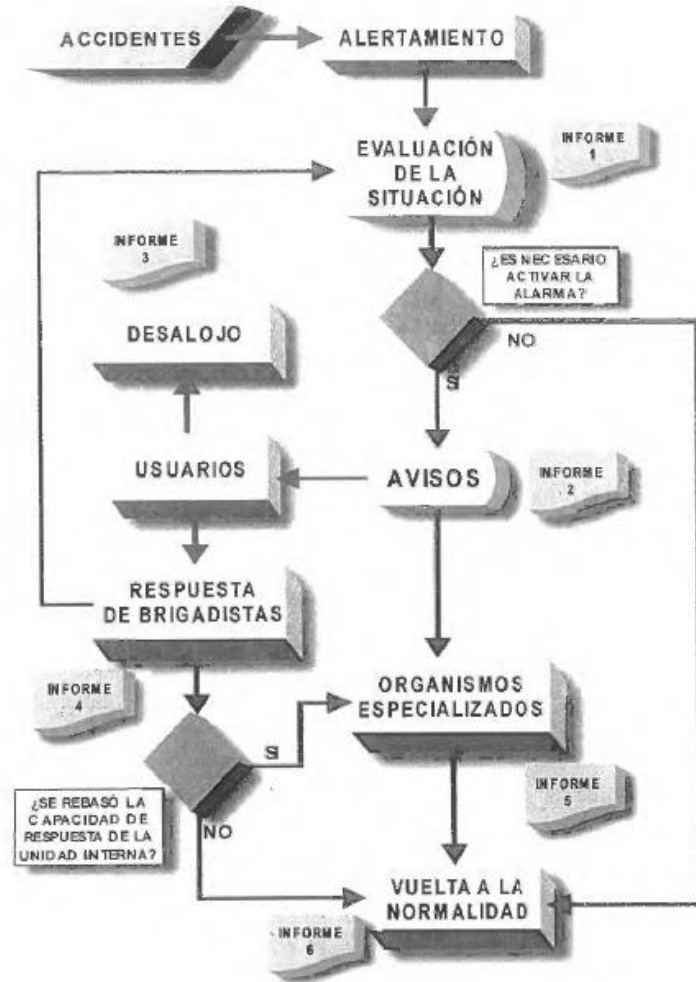 ACCIDENTES
ALERTAMIENTO
EVALUACIÓN
DE LA
SITUACIÓN
INFORME
1
¿ES NECESARIO
ACTIVAR LA
ALARMA?
NO
SI
INFORME
3
DESALOJO
USUARIOS
AVISOS
INFORME
2
RESPUESTA
DE BRIGADISTAS
INFORME
4
ORGANISMOS
ESPECIALIZADOS
SI
NO
¿SE REBASÓ LA
CAPACIDAD DE
RESPUESTA DE LA
UNIDAD INTERNA?
INFORME
5
VUELTA A LA
NORMALIDAD
INFORME
6